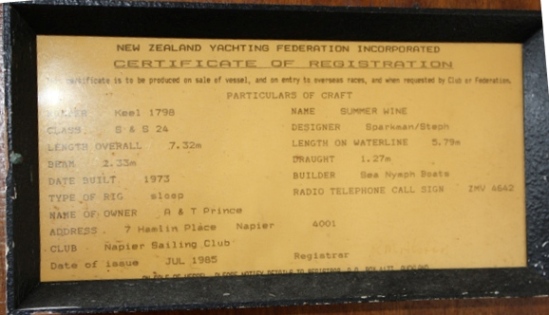 NEW ZEALAND YACHTING FEDERATION INCORPORATED
CERTIFICATE OF REGISTRATION
certificate is to be produced on sale of vessel, and on entry to overseas races, and when requested by Club or Federation.
PARTICULARS OF CRAFT
Keel 1798 NAME SUMMER WINE
CLASS S & S 24 DESIGNER Sparkman/Steph
LENGTH OVERALL 7.32m LENGTH ON WATERLINE 5.79m
BEAM 2.33m DRAUGHT 1.27m
DATE BUILT 1973 BUILDER Sea Nymph Boats
TYPE OF RIG sloop RADIO TELEPHONE CALL SIGN IMV 4642
NAME OF OWNER A & T Prince
ADDRESS 7 Hamlin Place Napier 4001
CLUB Napier Sailing Club
Date of issue JUL 1985 Registrar